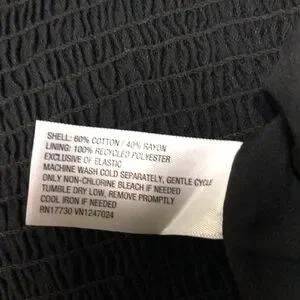 SHELL: 60% COTTON / 40% RAYON
LINING: 100% RECYCLED POLYESTER
EXCLUSIVE OF ELASTIC
MACHINE WASH COLD SEPARATELY, GENTLE CYCLE
ONLY NON-CHLORINE BLEACH IF NEEDED
TUMBLE DRY LOW, REMOVE PROMPTLY
COOL IRON IF NEEDED
RN17730 VN1247024